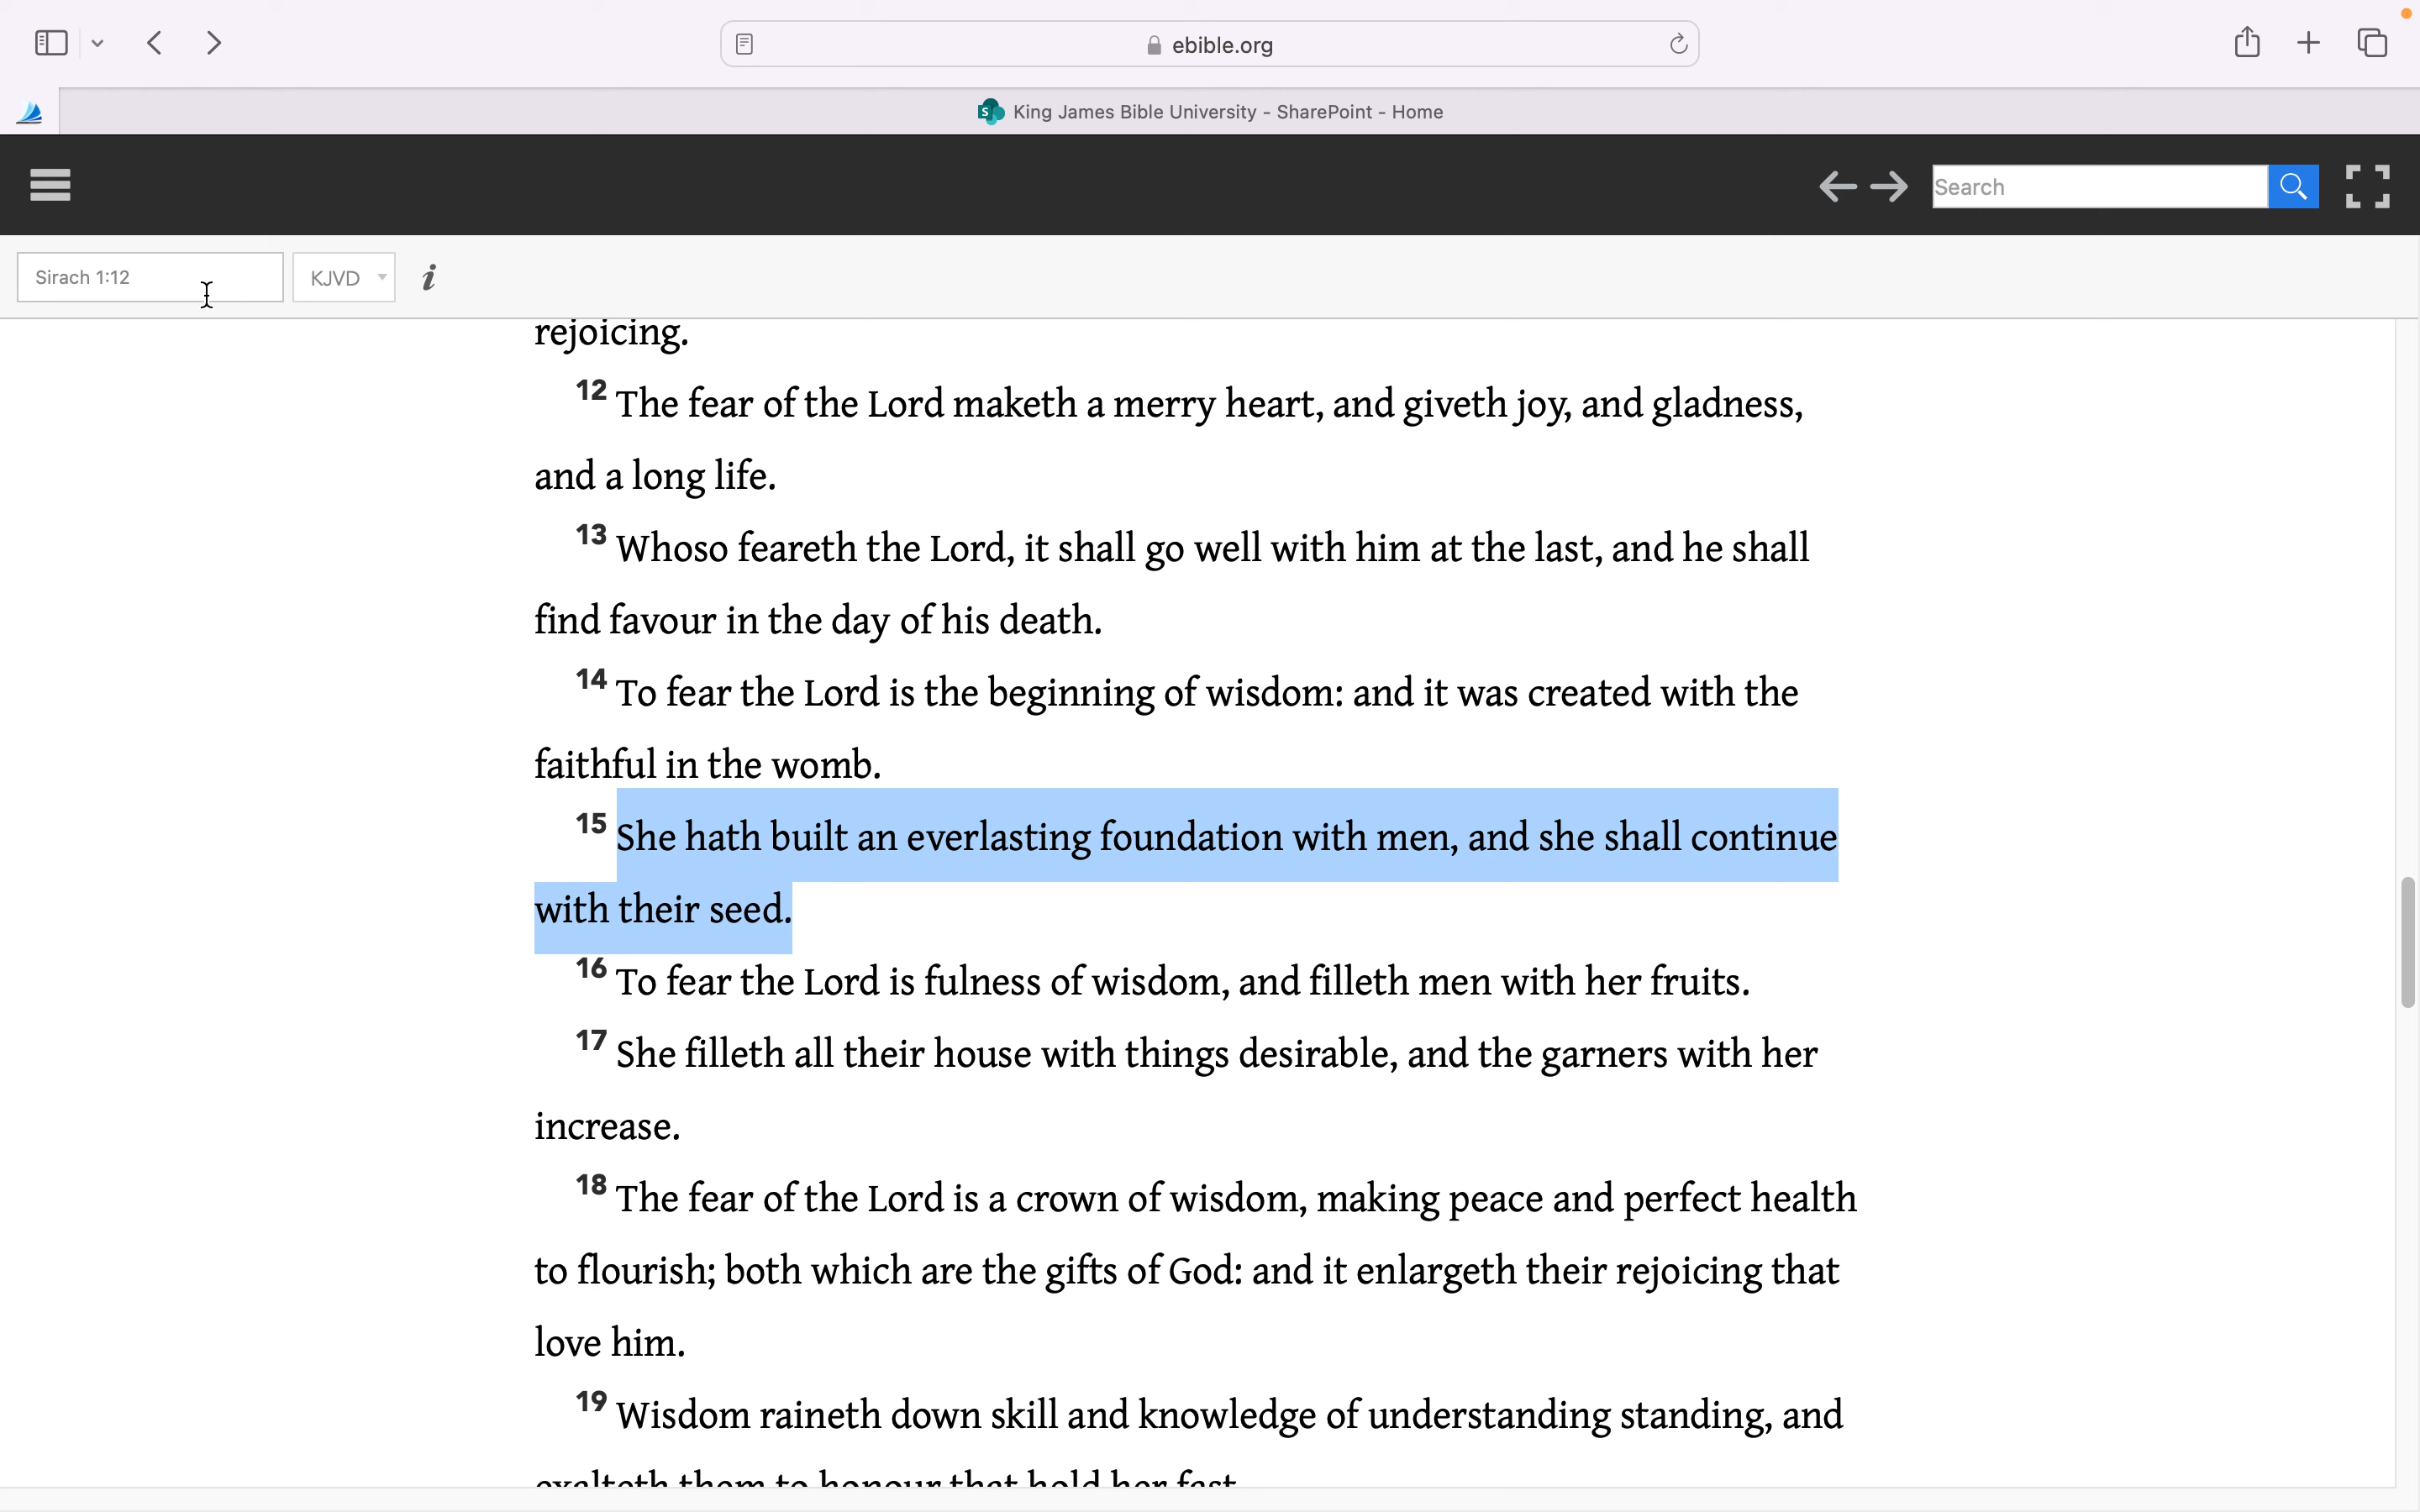 ebible.org
King James Bible University - SharePoint - Home
Search
Sirach 1:12 KJVD i
rejoicing.
12 The fear of the Lord maketh a merry heart, and giveth joy, and gladness,
and a long life.
13 Whoso feareth the Lord, it shall go well with him at the last, and he shall
find favour in the day of his death.
14 To fear the Lord is the beginning of wisdom: and it was created with the
faithful in the womb.
15 She hath built an everlasting foundation with men, and she shall continue
with their seed.
16 To fear the Lord is fulness of wisdom, and filleth men with her fruits.
17 She filleth all their house with things desirable, and the garners with her
increase.
18 The fear of the Lord is a crown of wisdom, making peace and perfect health
to flourish; both which are the gifts of God: and it enlargeth their rejoicing that
love him.
19 Wisdom raineth down skill and knowledge of understanding standing, and
exalteth them to honour that hold her fast